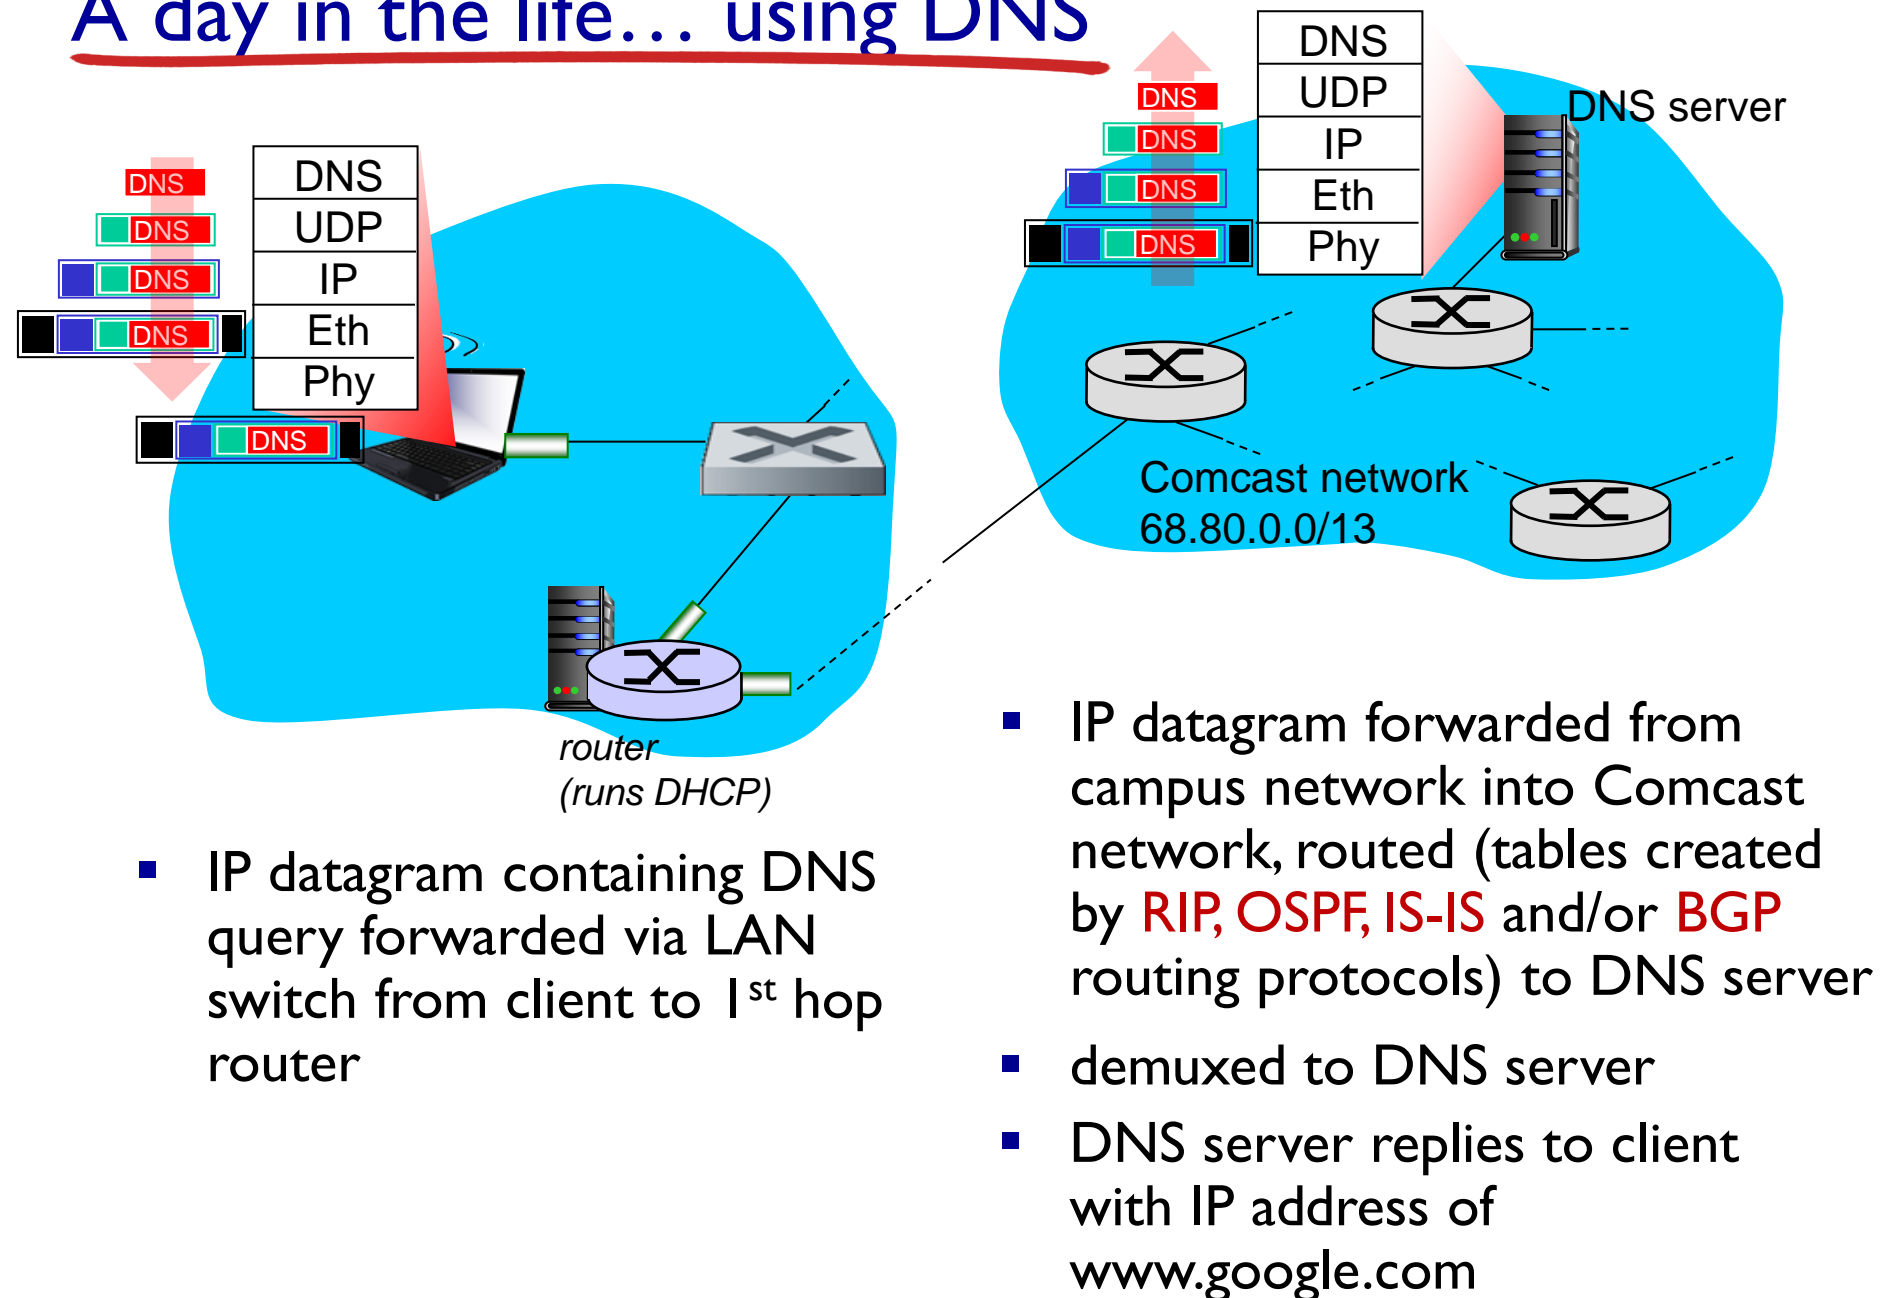 A day in the life… using DNS
DNS
DNS
DNS
DNS
DNS
DNS
UDP
IP
Eth
Phy
router
(runs DHCP)
DNS
DNS
DNS
DNS
DNS
UDP
IP
Eth
Phy
DNS server
Comcast network
68.80.0.0/13
IP datagram containing DNS
query forwarded via LAN
switch from client to 1st hop
router
IP datagram forwarded from
campus network into Comcast
network, routed (tables created
by RIP, OSPF, IS-IS and/or BGP
routing protocols) to DNS server
demuxed to DNS server
DNS server replies to client
with IP address of
www.google.com